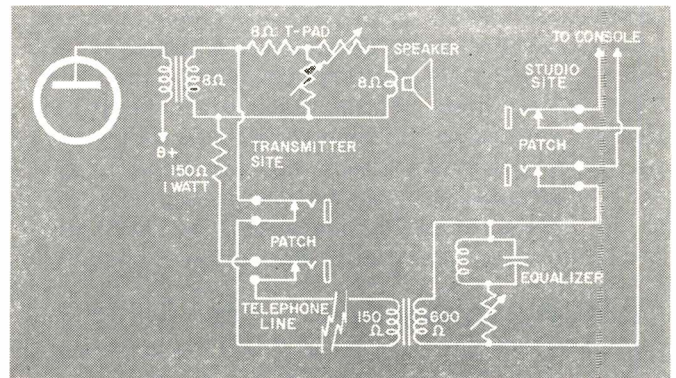 8Ω T-PAD
SPEAKER
TO CONSOLE
STUDIO
SITE
8Ω
8Ω
B+
150Ω
1 WATT
TRANSMITTER
SITE
PATCH
PATCH
TELEPHONE
LINE
150
Ω
600
Ω
EQUALIZER